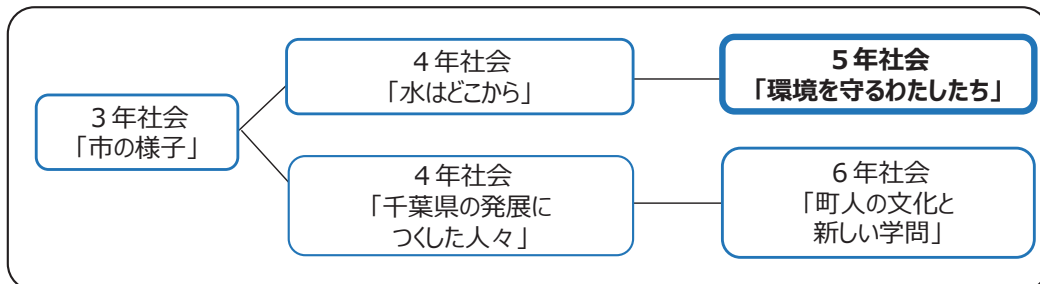 ３年社会
「市の様子」
４年社会
「水はどこから」
５年社会
「環境を守るわたしたち」
４年社会
「千葉県の発展に
つくした人々」
６年社会
「町人の文化と
新しい学問」